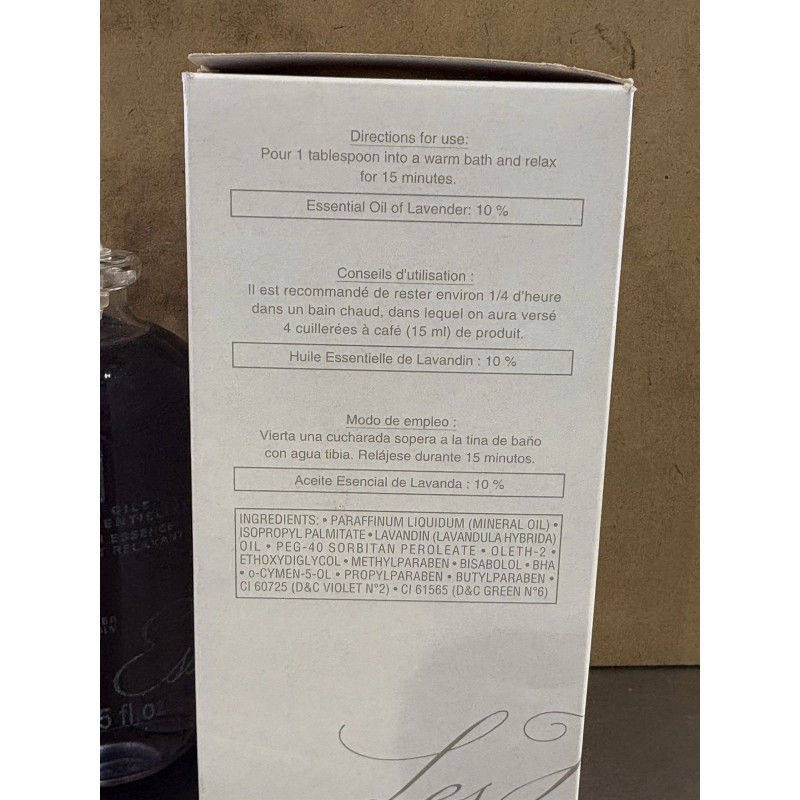 Directions for use:
Pour 1 tablespoon into a warm bath and relax
for 15 minutes.
Essential Oil of Lavender: 10 %
Conseils d'utilisation :
Il est recommandé de rester environ 1/4 d'heure
dans un bain chaud, dans lequel on aura versé
4 cuillerées à café (15 ml) de produit.
Huile Essentielle de Lavandin : 10 %
Modo de empleo :
Vierta una cucharada sopera a la tina de baño
con agua tibia. Relájese durante 15 minutos.
Aceite Esencial de Lavanda : 10 %
INGREDIENTS: • PARAFFINUM LIQUIDUM (MINERAL OIL) •
ISOPROPYL PALMITATE • LAVANDIN (LAVANDULA HYBRIDA)
OIL • PEG-40 SORBITAN PEROLEATE • OLETH-2 •
ETHOXYDIGLYCOL • METHYLPARABEN • BISABOLOL • BHA
• o-CYMEN-5-OL • PROPYLPARABEN • BUTYLPARABEN •
CI 60725 (D&C VIOLET N°2) • CI 61565 (D&C GREEN N°6)
Les
5 fl oz